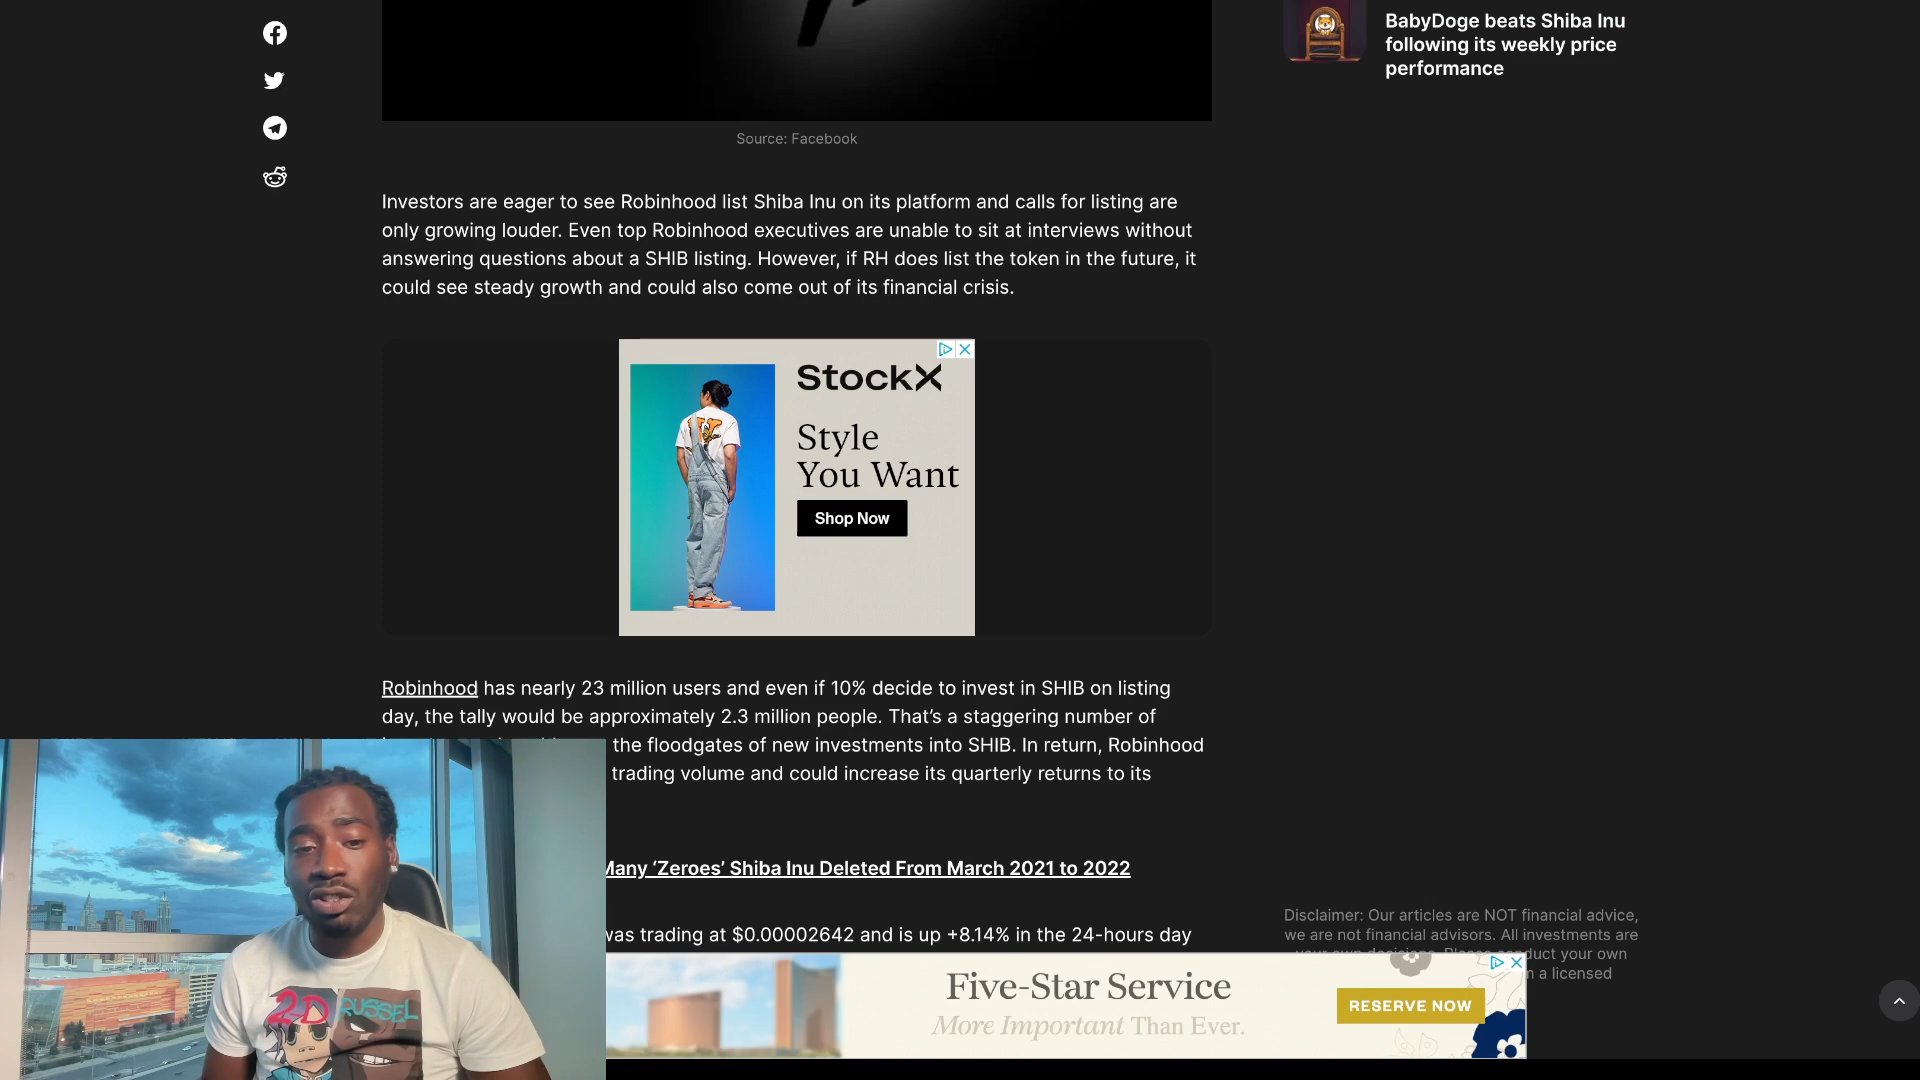 BabyDoge beats Shiba Inu
following its weekly price
performance
Source: Facebook
Investors are eager to see Robinhood list Shiba Inu on its platform and calls for listing are
only growing louder. Even top Robinhood executives are unable to sit at interviews without
answering questions about a SHIB listing. However, if RH does list the token in the future, it
could see steady growth and could also come out of its financial crisis.
StockX
Style
You Want
Shop Now
Robinhood has nearly 23 million users and even if 10% decide to invest in SHIB on listing
day, the tally would be approximately 2.3 million people. That's a staggering number of
the floodgates of new investments into SHIB. In return, Robinhood
trading volume and could increase its quarterly returns to its
Many ‘Zeroes’ Shiba Inu Deleted From March 2021 to 2022
was trading at $0.00002642 and is up +8.14% in the 24-hours day
Disclaimer: Our articles are NOT financial advice,
we are not financial advisors. All investments are
your own
a licensed
Five-Star Service
More Important Than Ever.
RESERVE NOW
2D RUSSEL